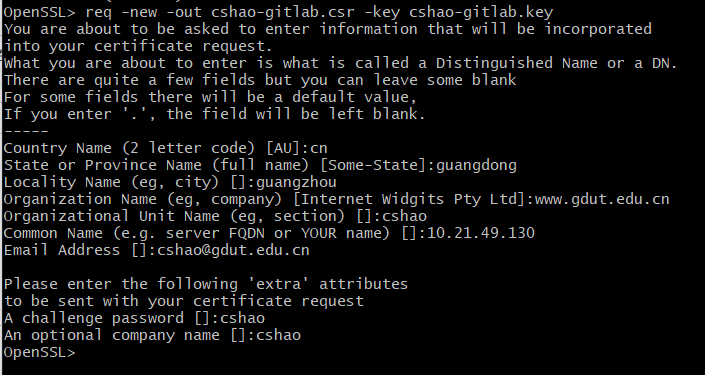 OpenSSL> req -new -out cshao-gitlab.csr -key cshao-gitlab.key
You are about to be asked to enter information that will be incorporated
into your certificate request.
What you are about to enter is what is called a Distinguished Name or a DN.
There are quite a few fields but you can leave some blank
For some fields there will be a default value,
If you enter '.', the field will be left blank.
-----
Country Name (2 letter code) [AU]:cn
State or Province Name (full name) [Some-State]:guangdong
Locality Name (eg, city) []:guangzhou
Organization Name (eg, company) [Internet Widgits Pty Ltd]:www.gdut.edu.cn
Organizational Unit Name (eg, section) []:cshao
Common Name (e.g. server FQDN or YOUR name) []:10.21.49.130
Email Address []:cshao@gdut.edu.cn

Please enter the following 'extra' attributes
to be sent with your certificate request
A challenge password []:cshao
An optional company name []:cshao
OpenSSL>